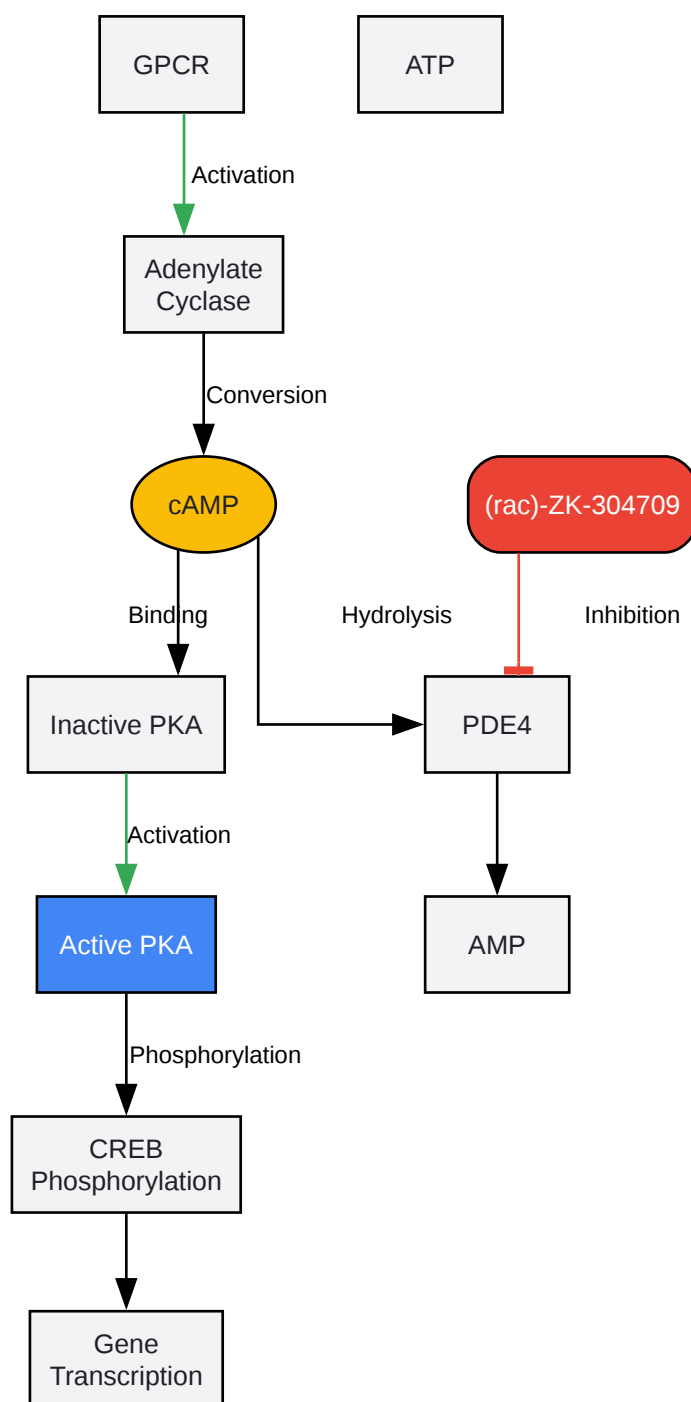 GPCR
ATP
Activation
Adenylate
Cyclase
Conversion
cAMP
(rac)-ZK-304709
Binding
Hydrolysis
Inhibition
Inactive PKA
PDE4
Activation
Active PKA
AMP
Phosphorylation
CREB
Phosphorylation
Gene
Transcription